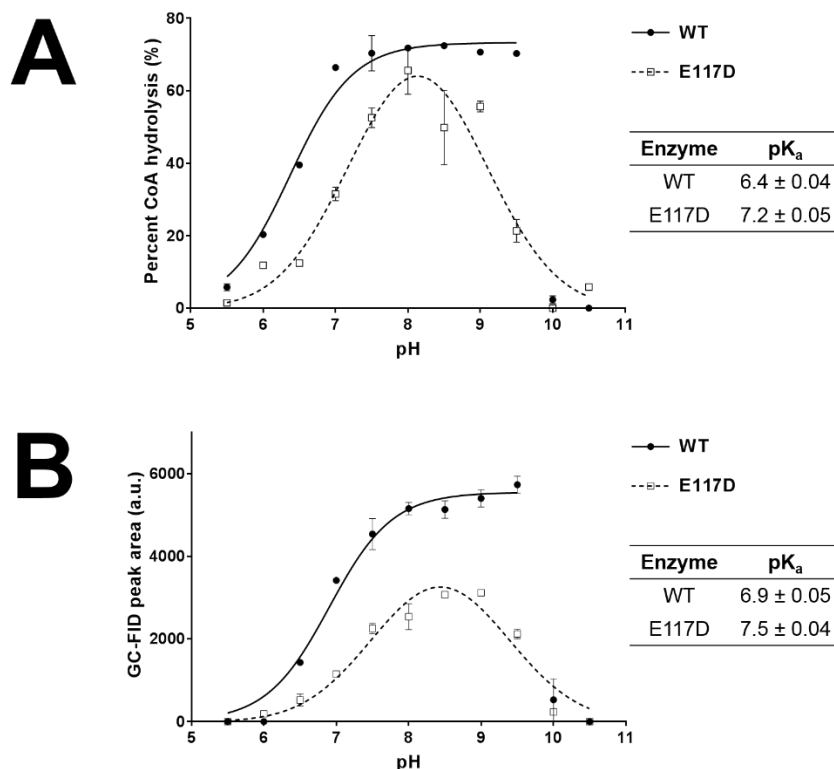 A
Percent CoA hydrolysis (%)
80
60
40
20
0
5 6 7 8 9 10 11
pH
WT
E117D
Enzyme pKa
WT 6.4 ± 0.04
E117D 7.2 ± 0.05
B
GC-FID peak area (a.u.)
6000
4000
2000
0
5 6 7 8 9 10 11
pH
WT
E117D
Enzyme pKa
WT 6.9 ± 0.05
E117D 7.5 ± 0.04